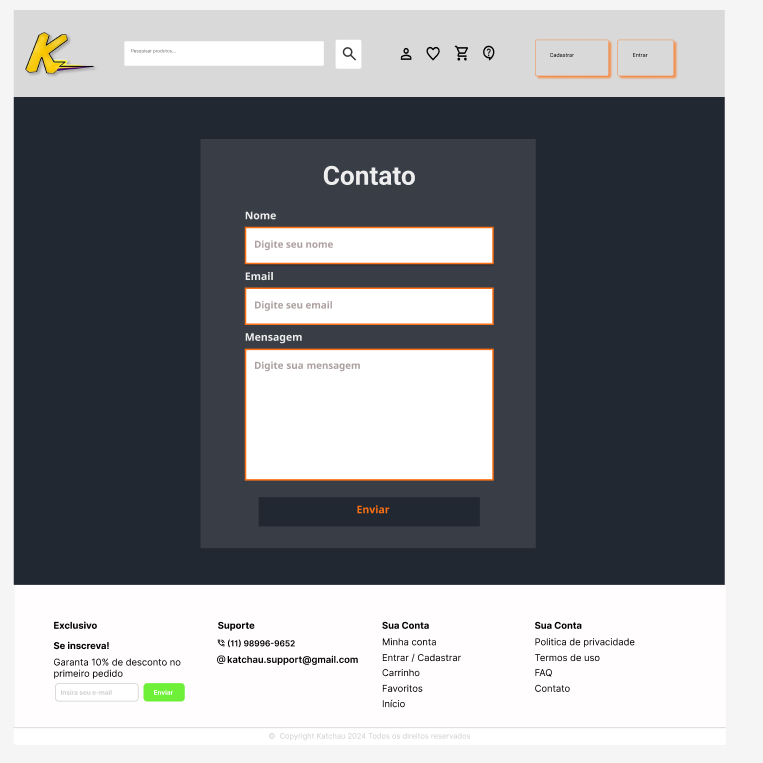 K
Pesquisar produtos...
Cadastrar
Entrar
Contato
Nome
Digite seu nome
Email
Digite seu email
Mensagem
Digite sua mensagem
Enviar
Exclusivo
Se inscreva!
Garanta 10% de desconto no
primeiro pedido
Insira seu e-mail
Enviar
Suporte
(11) 98996-9652
@katchau.support@gmail.com
Sua Conta
Minha conta
Entrar / Cadastrar
Carrinho
Favoritos
Início
Sua Conta
Politica de privacidade
Termos de uso
FAQ
Contato
© Copyright Katchau 2024 Todos os direitos reservados